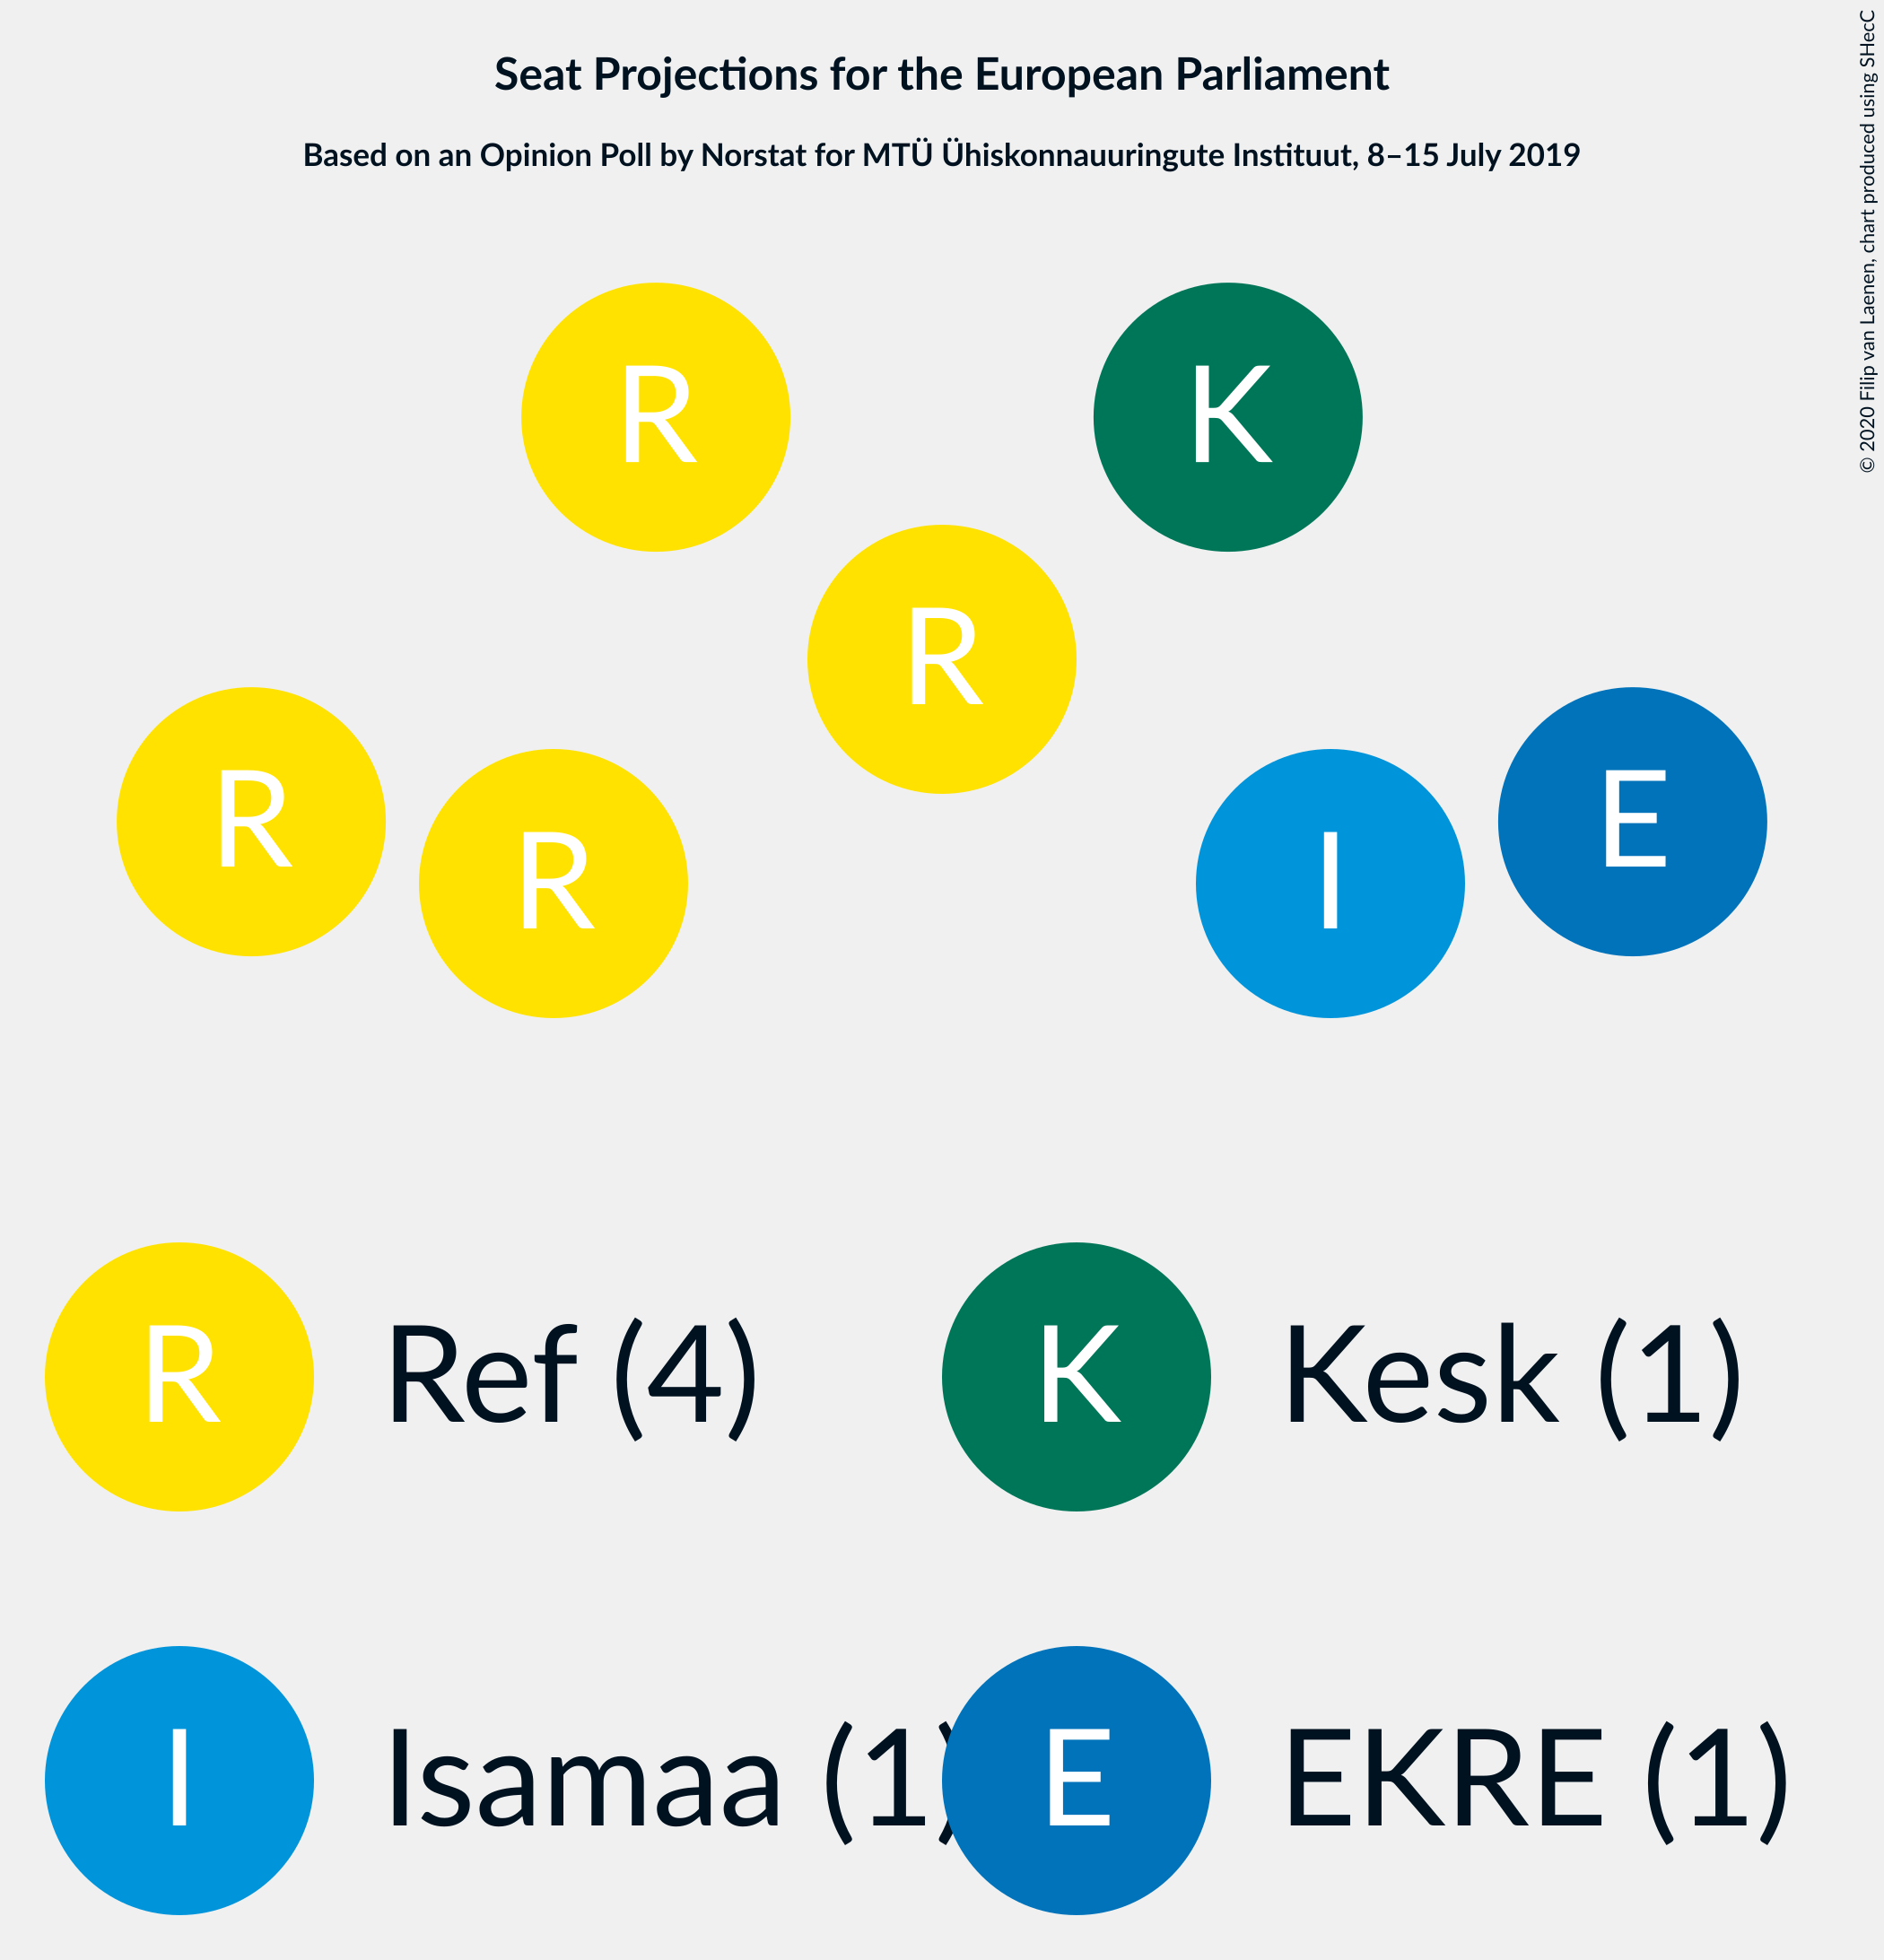 Seat Projections for the European Parliament
Based on an Opinion Poll by Norstat for MTÜ Ühiskonnauuringute Instituut, 8–15 July 2019
© 2020 Filip van Laenen, chart produced using SHecC
R
K
R
R
R
I
E
R Ref (4)
K Kesk (1)
I Isamaa (1)
E EKRE (1)